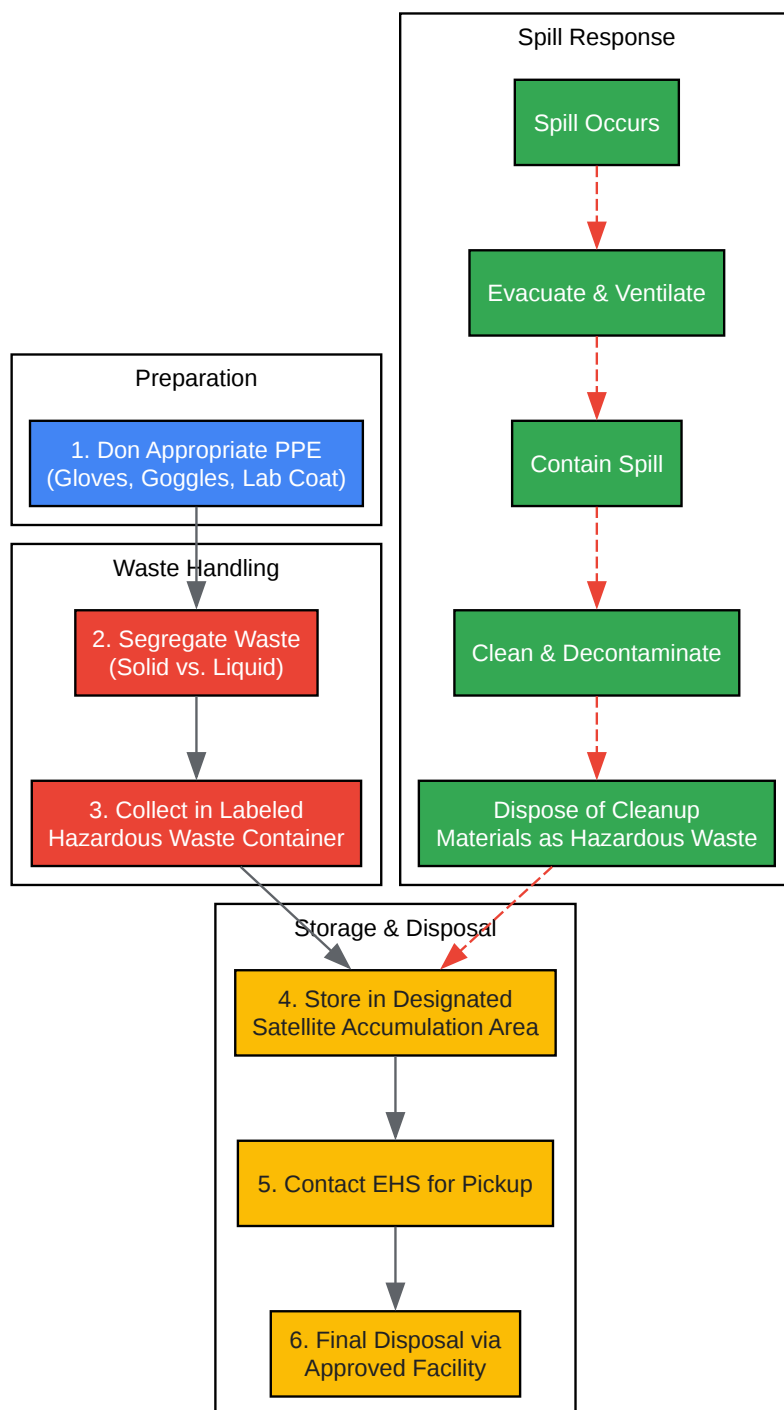 Spill Response
Spill Occurs
Evacuate & Ventilate
Contain Spill
Clean & Decontaminate
Dispose of Cleanup
Materials as Hazardous Waste
Preparation
1. Don Appropriate PPE
(Gloves, Goggles, Lab Coat)
Waste Handling
2. Segregate Waste
(Solid vs. Liquid)
3. Collect in Labeled
Hazardous Waste Container
Storage & Disposal
4. Store in Designated
Satellite Accumulation Area
5. Contact EHS for Pickup
6. Final Disposal via
Approved Facility